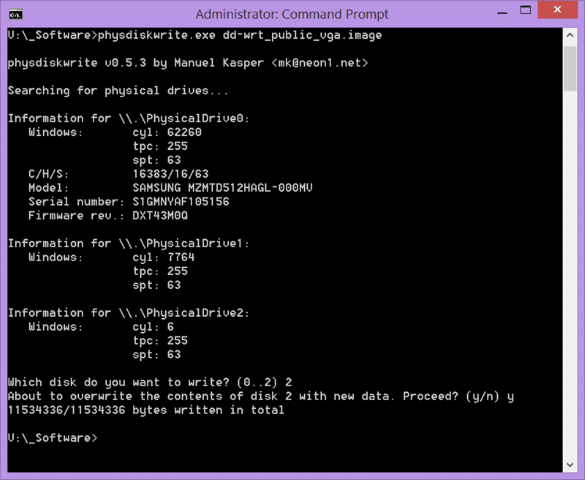 Administrator: Command Prompt
V:\_Software>physdiskwrite.exe dd-wrt_public_vga.image
physdiskwrite v0.5.3 by Manuel Kasper <mk@neon1.net>
Searching for physical drives...
Information for \\.\PhysicalDrive0:
Windows: cyl: 62260
tpc: 255
spt: 63
C/H/S: 16383/16/63
Model: SAMSUNG MZMTD512HAGL-000MV
Serial number: S1GMNYAF105156
Firmware rev.: DXT43M0Q
Information for \\.\PhysicalDrive1:
Windows: cyl: 7764
tpc: 255
spt: 63
Information for \\.\PhysicalDrive2:
Windows: cyl: 6
tpc: 255
spt: 63
Which disk do you want to write? (0..2) 2
About to overwrite the contents of disk 2 with new data. Proceed? (y/n) y
11534336/11534336 bytes written in total
V:\_Software>